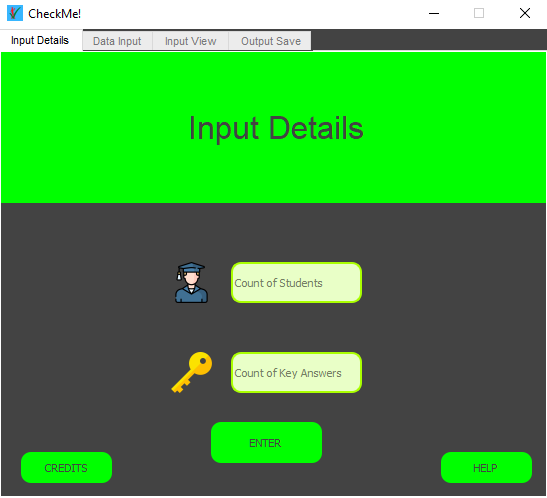 CheckMe!
Input Details
Data Input
Input View
Output Save
Input Details
Count of Students
Count of Key Answers
ENTER
CREDITS
HELP